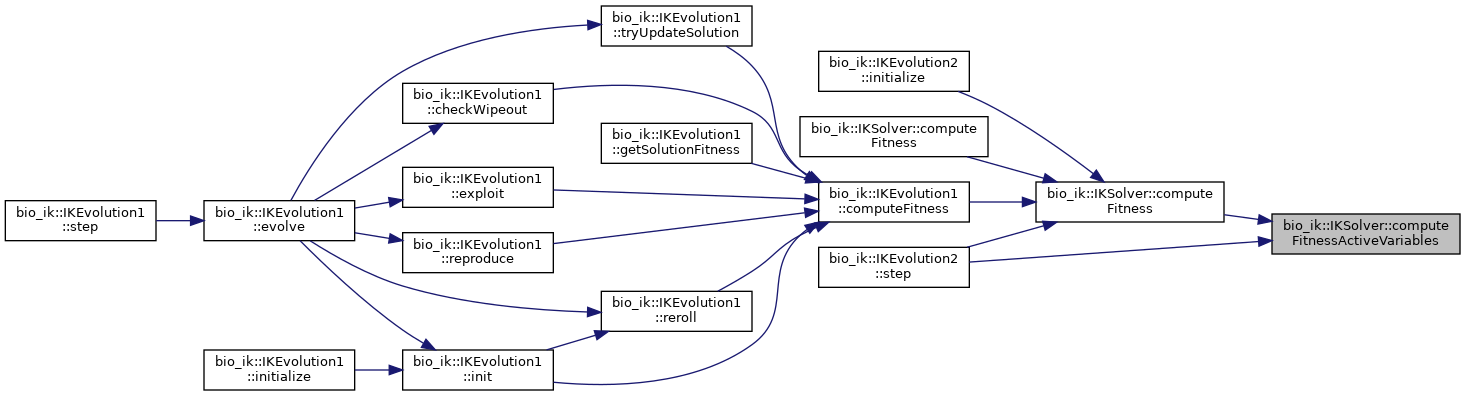 bio_ik::IKEvolution1
::tryUpdateSolution
bio_ik::IKEvolution2
::initialize
bio_ik::IKEvolution1
::checkWipeout
bio_ik::IKSolver::compute
Fitness
bio_ik::IKEvolution1
::getSolutionFitness
bio_ik::IKEvolution1
::exploit
bio_ik::IKEvolution1
::computeFitness
bio_ik::IKSolver::compute
Fitness
bio_ik::IKEvolution1
::step
bio_ik::IKEvolution1
::evolve
bio_ik::IKSolver::compute
FitnessActiveVariables
bio_ik::IKEvolution1
::reproduce
bio_ik::IKEvolution2
::step
bio_ik::IKEvolution1
::reroll
bio_ik::IKEvolution1
::initialize
bio_ik::IKEvolution1
::init